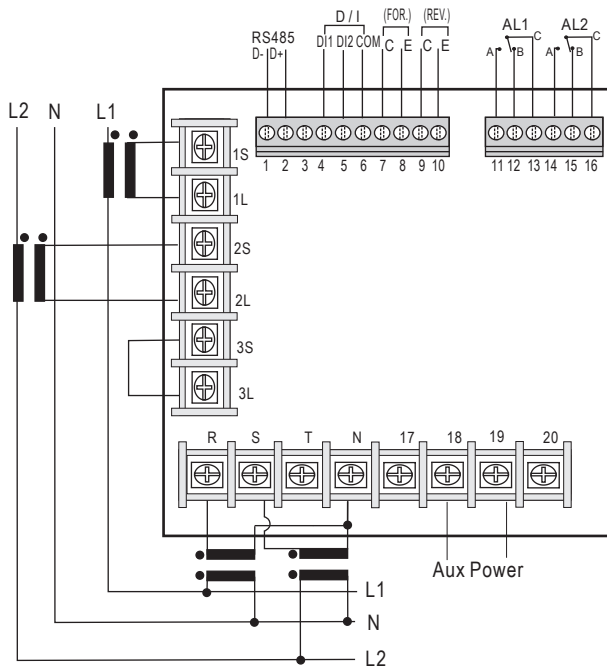 D / I (FOR.) (REV.) AL1 AL2
RS485
D- D+ DI1 DI2 COM C E C E A B C A B C
L2 N L1
1S
1 2 3 4 5 6 7 8 9 10 11 12 13 14 15 16
1L
2S
2L
3S
3L
R S T N 17 18 19 20
Aux Power
L1
N
L2